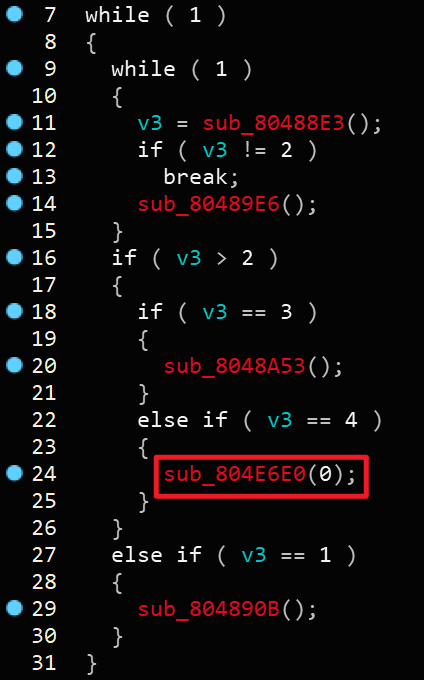 7 while ( 1 )
8 {
9 while ( 1 )
10 {
11 v3 = sub_80488E3();
12 if ( v3 != 2 )
13 break;
14 sub_80489E6();
15 }
16 if ( v3 > 2 )
17 {
18 if ( v3 == 3 )
19 {
20 sub_8048A53();
21 }
22 else if ( v3 == 4 )
23 {
24 sub_804E6E0(0);
25 }
26 }
27 else if ( v3 == 1 )
28 {
29 sub_804890B();
30 }
31 }